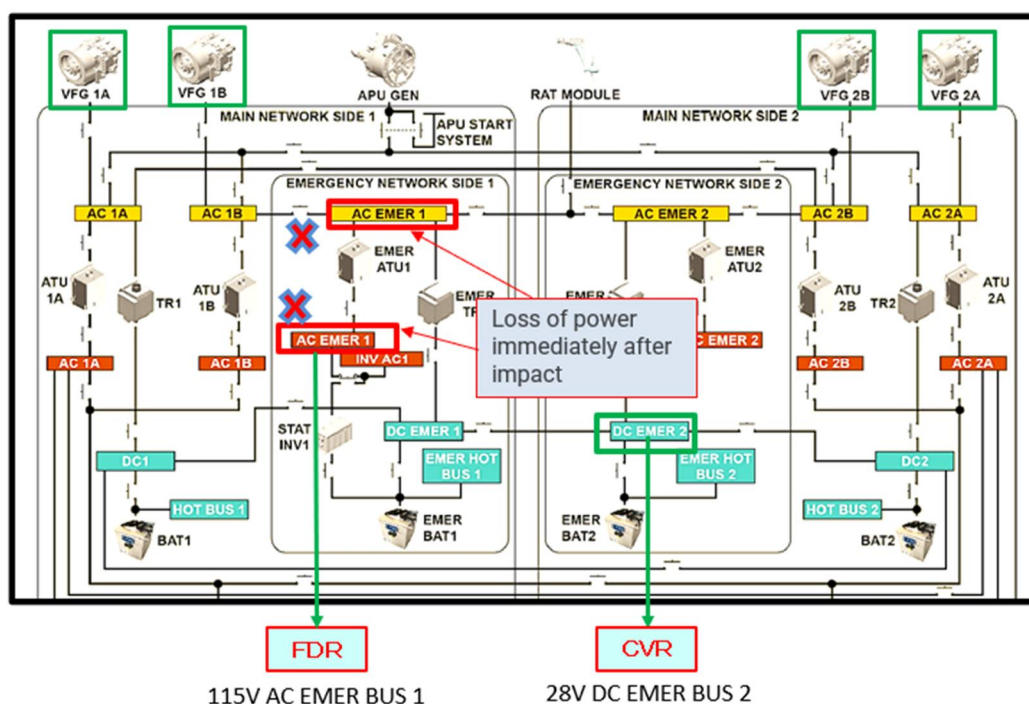 VFG 1A
VFG 1B
APU GEN
RAT MODULE
VFG 2B
VFG 2A
MAIN NETWORK SIDE 1
APU START
SYSTEM
MAIN NETWORK SIDE 2
EMERGENCY NETWORK SIDE 1
EMERGENCY NETWORK SIDE 2
AC 1A
AC 1B
AC EMER 1
AC EMER 2
AC 2B
AC 2A
ATU
1A
TR1
ATU
1B
EMER
ATU1
EMER
TR
EMER
EMER
ATU2
ATU
2B
TR2
ATU
2A
Loss of power
immediately after
impact
AC 1A
AC 1B
AC EMER 1
INV AC1
C EMER 2
AC 2B
AC 2A
STAT
INV1
DC EMER 1
DC EMER 2
DC1
EMER HOT
BUS 1
EMER HOT
BUS 2
DC2
HOT BUS 1
HOT BUS 2
BAT1
EMER
BAT1
EMER
BAT2
BAT2
FDR
CVR
115V AC EMER BUS 1
28V DC EMER BUS 2